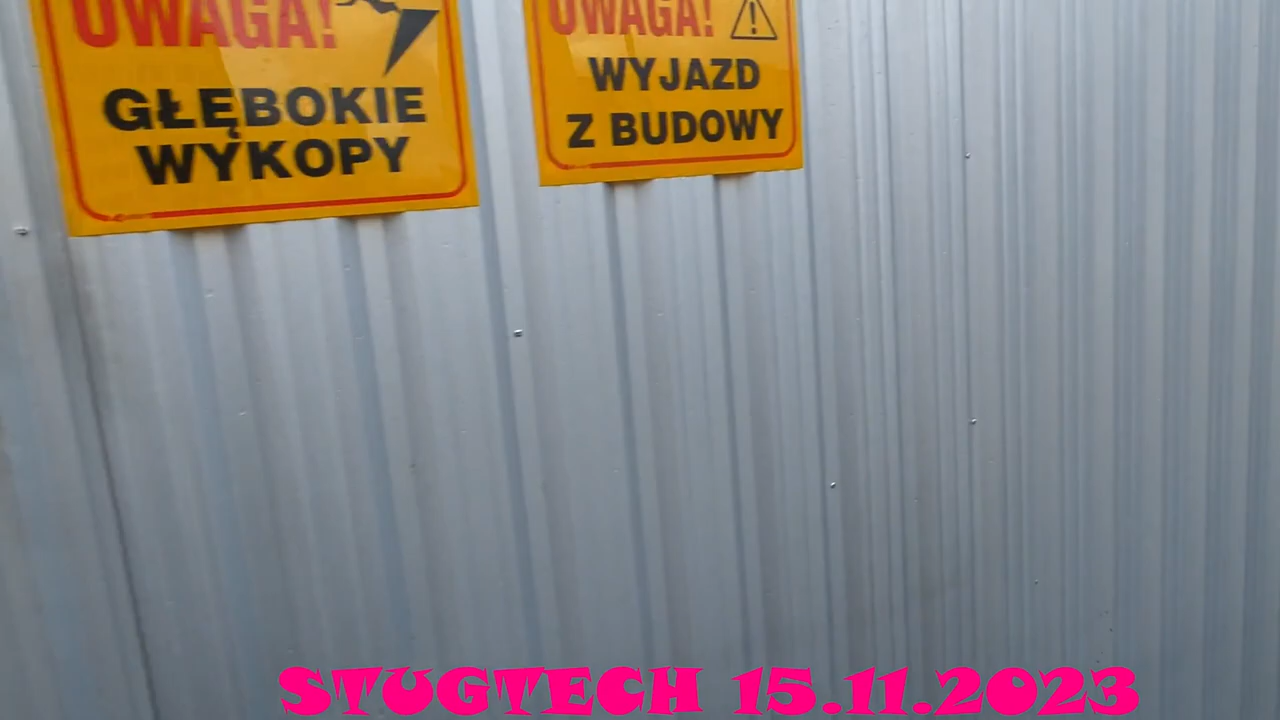 UWAGA!
GŁĘBOKIE
WYKOPY
UWAGA!
WYJAZD
Z BUDOWY
STUGTECH 15.11.2023